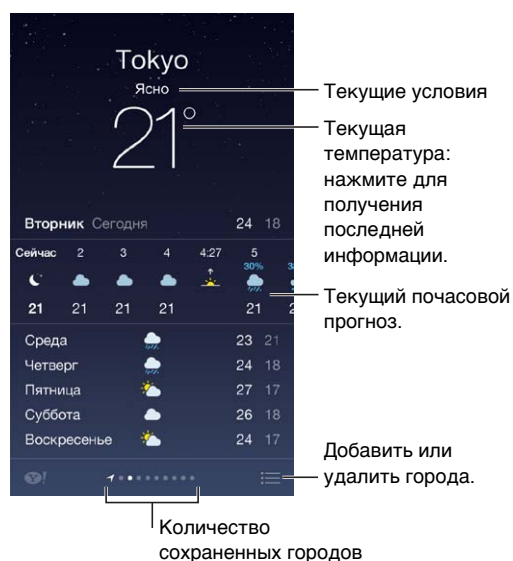 Tokyo
Ясно
21°
Вторник Сегодня 24 18
Сейчас 2 3 4 4:27 5
30%
21 21 21 21 21
Среда 23 21
Четверг 24 18
Пятница 27 17
Суббота 26 18
Воскресенье 24 17
Y!
Текущие условия
Текущая
температура:
нажмите для
получения
последней
информации.
Текущий почасовой
прогноз.
Добавить или
удалить города.
Количество
сохраненных городов